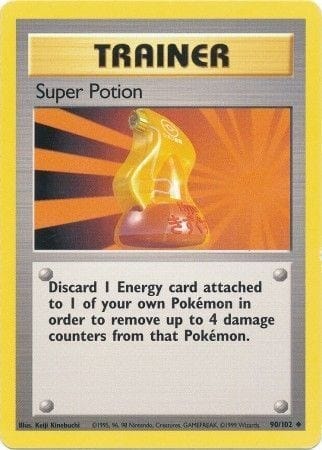 TRAINER
Super Potion
Discard 1 Energy card attached
to 1 of your own Pokémon in
order to remove up to 4 damage
counters from that Pokémon.
Illus. Keiji Kinebuchi ©1995, 96, 98 Nintendo, Creatures, GAMEFREAK. ©1999 Wizards. 90/102